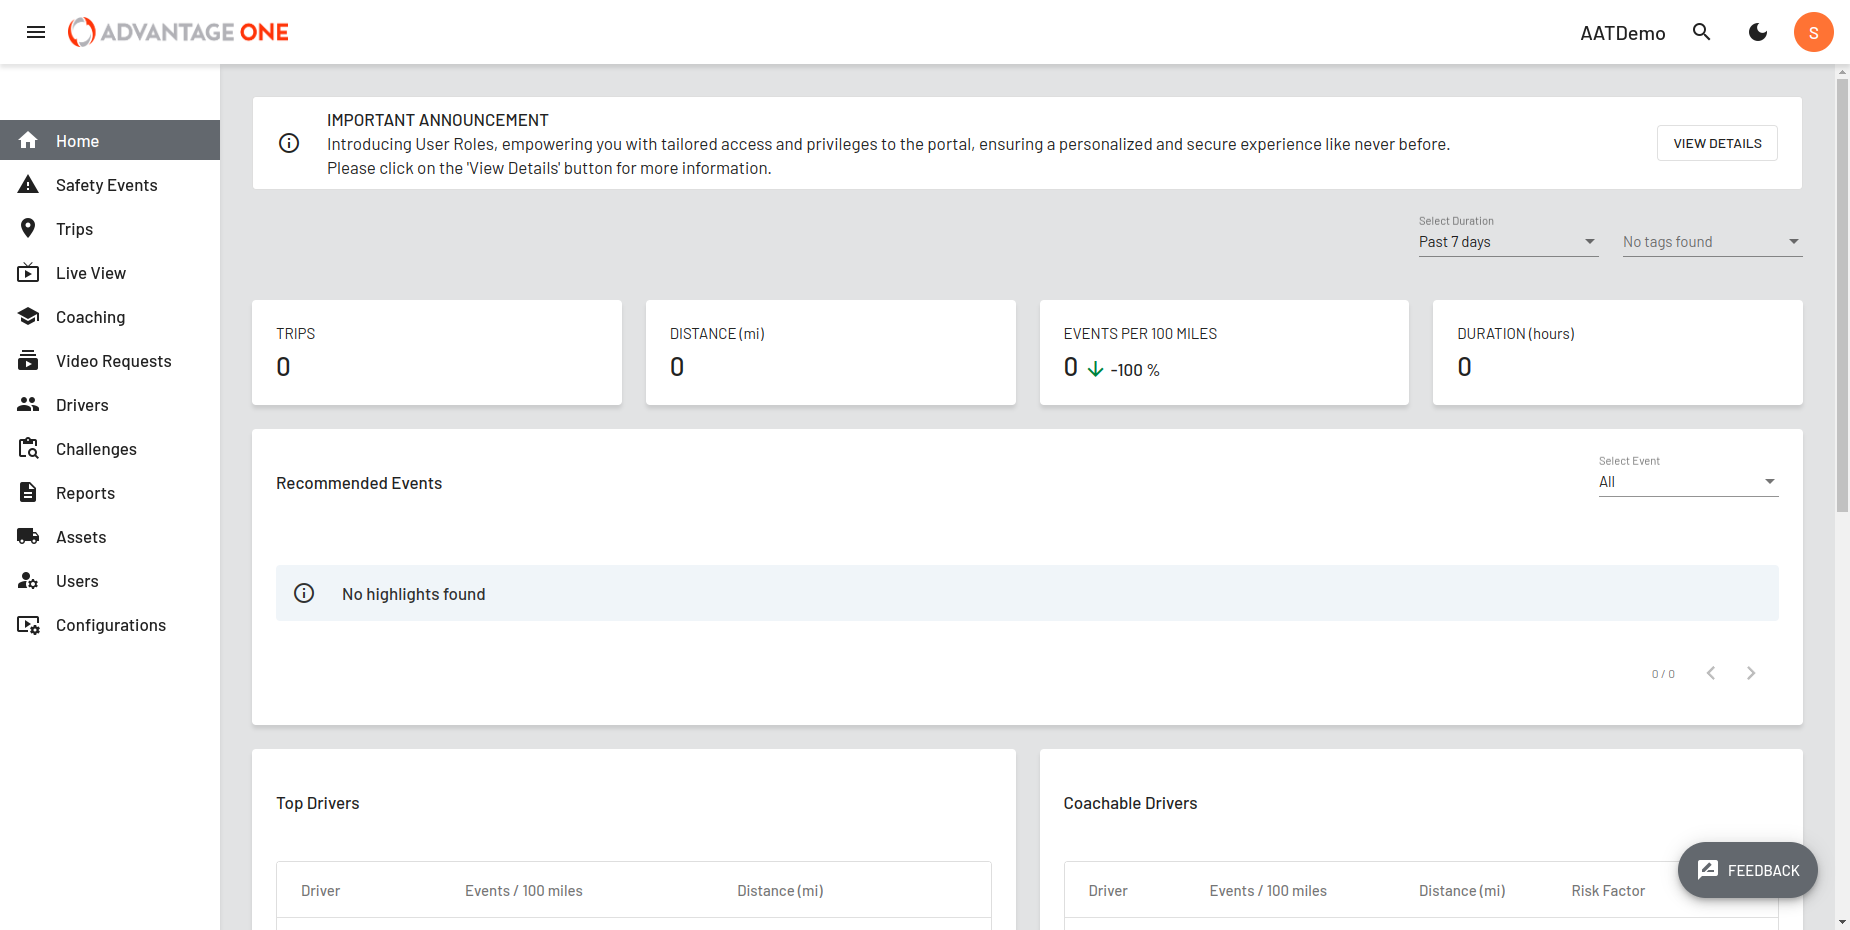 ADVANTAGE ONE
AATDemo
S
Home
Safety Events
Trips
Live View
Coaching
Video Requests
Drivers
Challenges
Reports
Assets
Users
Configurations
IMPORTANT ANNOUNCEMENT
Introducing User Roles, empowering you with tailored access and privileges to the portal, ensuring a personalized and secure experience like never before.
Please click on the 'View Details' button for more information.
VIEW DETAILS
Select Duration
Past 7 days
No tags found
TRIPS
0
DISTANCE (mi)
0
EVENTS PER 100 MILES
0 -100 %
DURATION (hours)
0
Recommended Events
Select Event
All
No highlights found
0 / 0
Top Drivers
Driver Events / 100 miles Distance (mi)
Coachable Drivers
Driver Events / 100 miles Distance (mi) Risk Factor
FEEDBACK